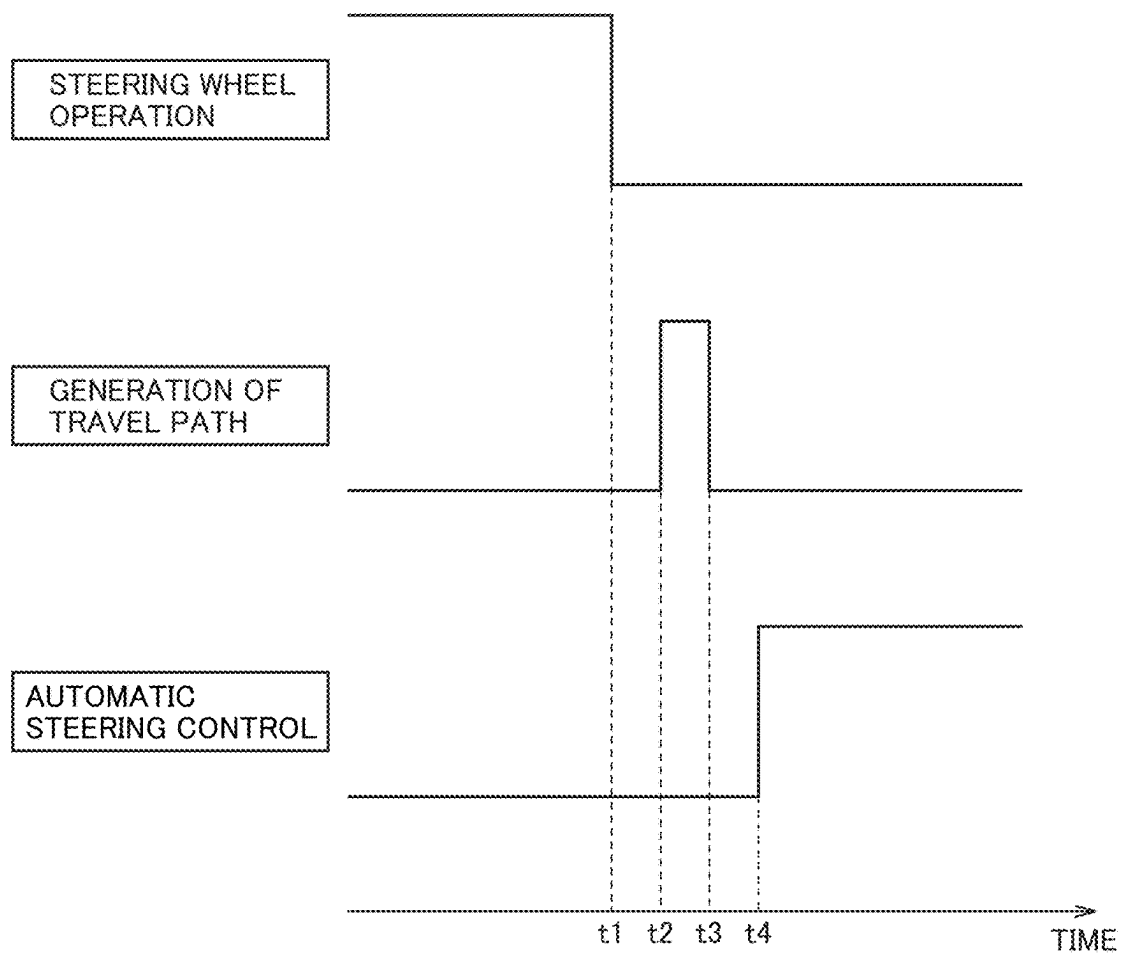 STEERING WHEEL
OPERATION
GENERATION OF
TRAVEL PATH
AUTOMATIC
STEERING CONTROL
t1 t2 t3 t4
TIME